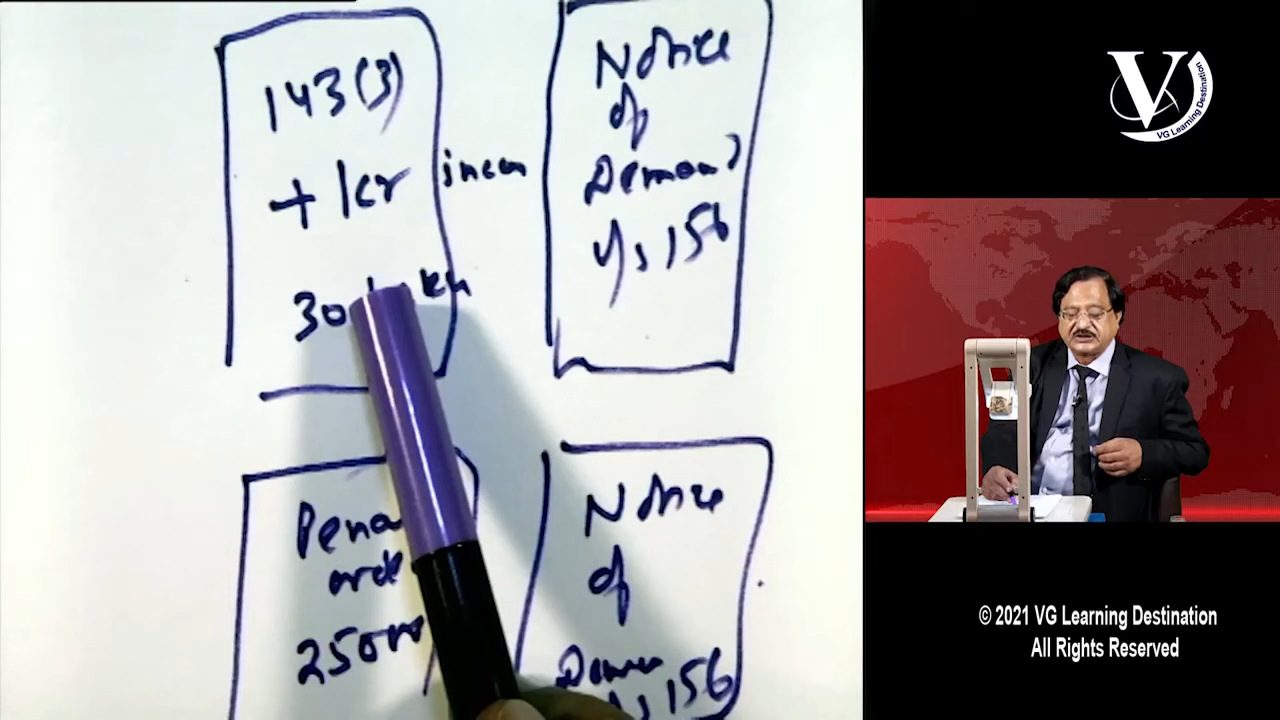 143(3)
+ 1cr
30
Notice
of
Demand
u/s 156
order
Notice
of
u/s 156
V
VG Learning Destination
© 2021 VG Learning Destination
All Rights Reserved